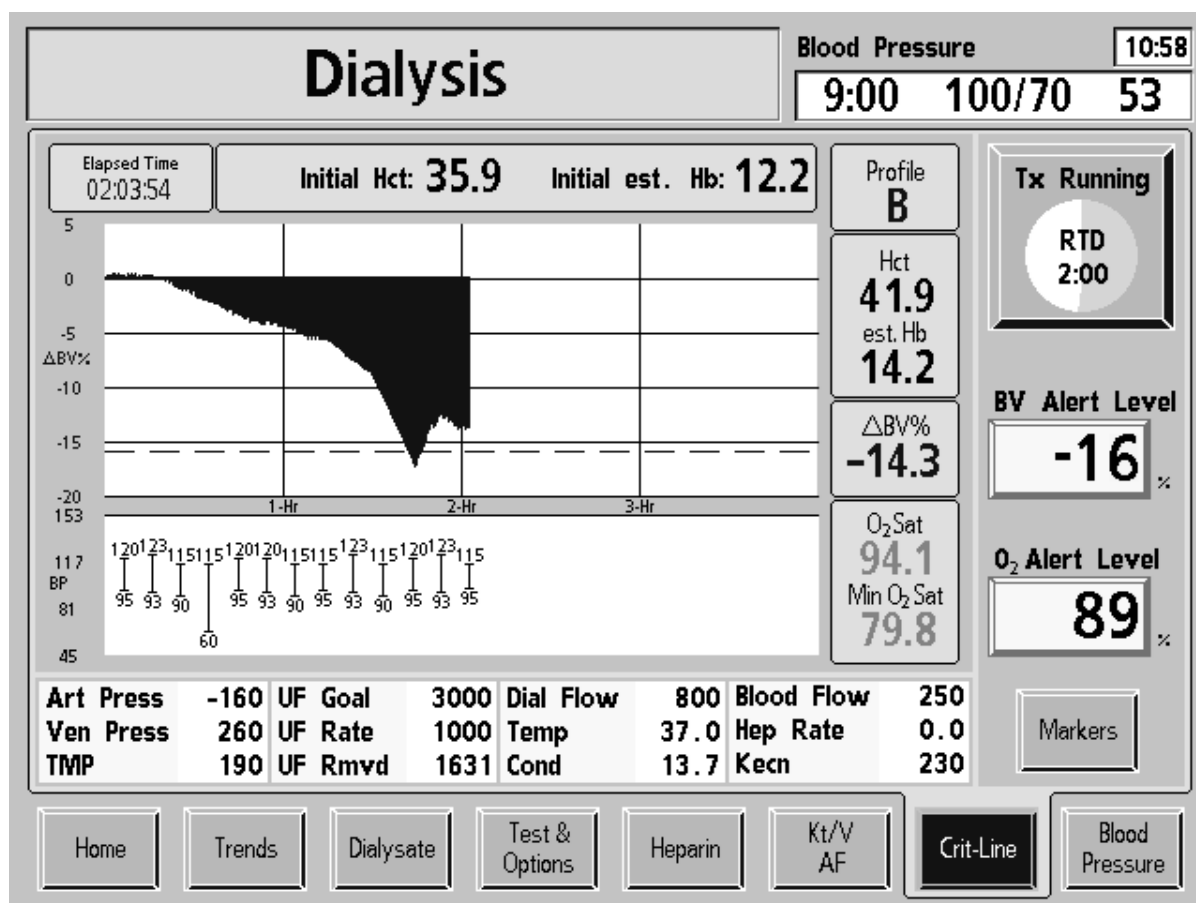 Dialysis
Blood Pressure 10:58
9:00 100/70 53
Elapsed Time
02:03:54
Initial Hct: 35.9 Initial est. Hb: 12.2
Profile
B
Tx Running
RTD
2:00
5
0
-5
△BV%
-10
-15
-20
1-Hr 2-Hr 3-Hr
Hct
41.9
est. Hb
14.2
△BV%
-14.3
BV Alert Level
-16 %
153
117
BP
81
45
120 123 115 115 120 120 115 115 123 115 120 123 115
95 93 90 60 95 93 90 95 93 90 95 93 95
O₂Sat
94.1
Min O₂ Sat
79.8
O₂ Alert Level
89 %
Art Press -160 UF Goal 3000 Dial Flow 800 Blood Flow 250
Ven Press 260 UF Rate 1000 Temp 37.0 Hep Rate 0.0
TMP 190 UF Rmvd 1631 Cond 13.7 Kecn 230
Markers
Home
Trends
Dialysate
Test &
Options
Heparin
Kt/V
AF
Crit-Line
Blood
Pressure